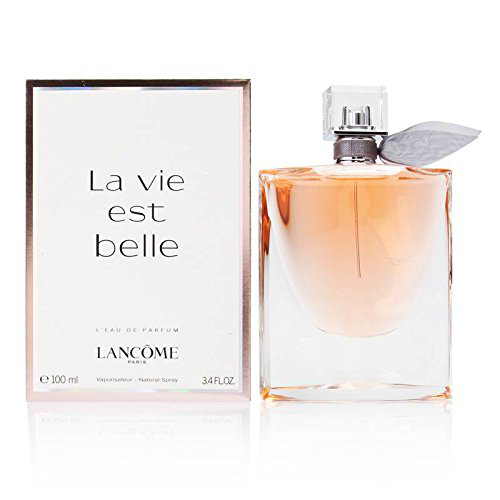 La vie
est
belle
L'EAU DE PARFUM
LANCÔME
PARIS
℮ 100 ml Vaporisateur - Natural Spray 3.4 FL.OZ.